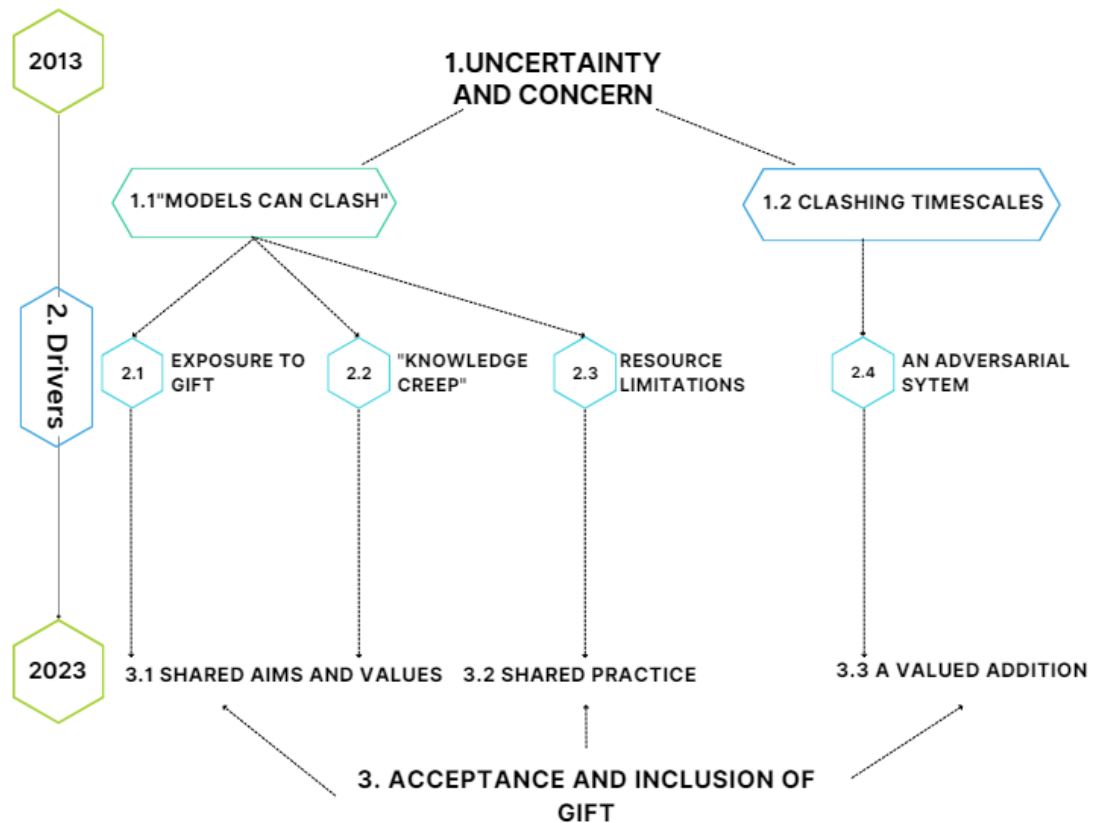 2013
1.UNCERTAINTY
AND CONCERN
1.1"MODELS CAN CLASH"
1.2 CLASHING TIMESCALES
2. Drivers
2.1
EXPOSURE TO
GIFT
2.2
"KNOWLEDGE
CREEP"
2.3
RESOURCE
LIMITATIONS
2.4
AN ADVERSARIAL
SYTEM
2023
3.1 SHARED AIMS AND VALUES
3.2 SHARED PRACTICE
3.3 A VALUED ADDITION
3. ACCEPTANCE AND INCLUSION OF
GIFT